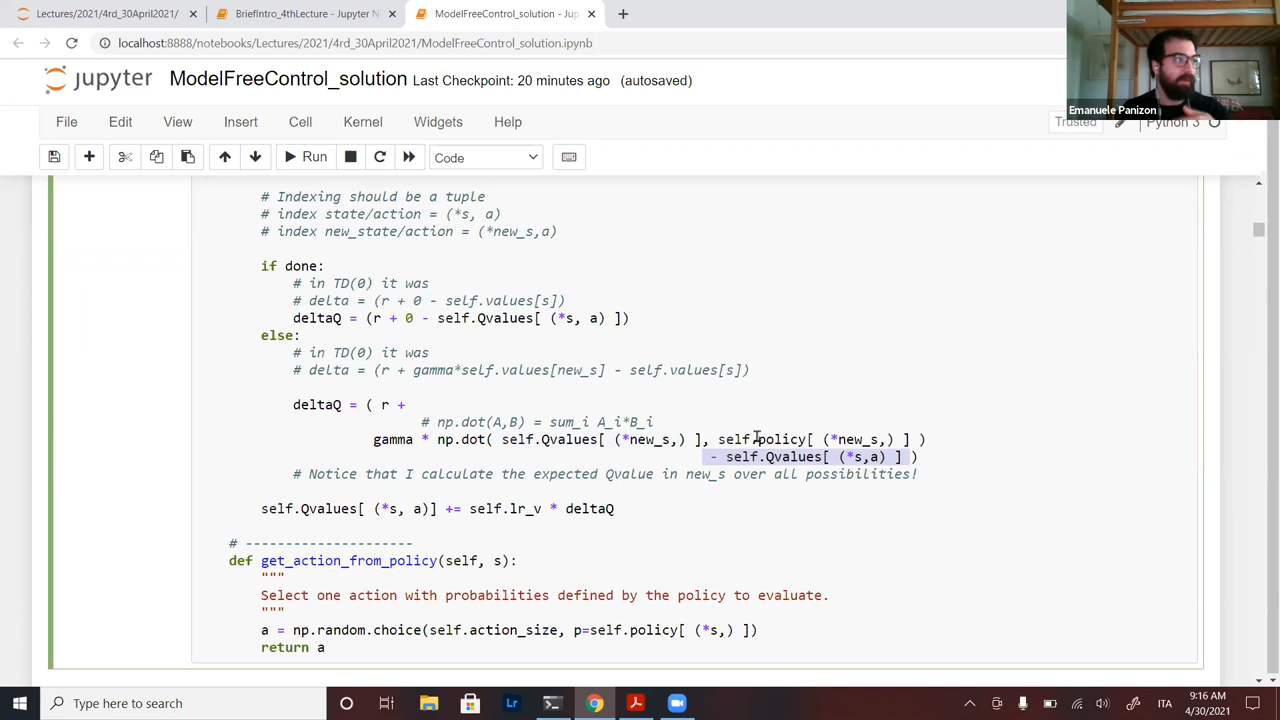 Lectures/2021/4rd_30April2021/
BriefIntro_4thLecture - Jupyter N
ModelFreeControl_solution - Jup
localhost:8888/notebooks/Lectures/2021/4rd_30April2021/ModelFreeControl_solution.ipynb
jupyter ModelFreeControl_solution Last Checkpoint: 20 minutes ago (autosaved)
Emanuele Panizon
File Edit View Insert Cell Kernel Widgets Help
Trusted Python 3
Run Code
# Indexing should be a tuple
# index state/action = (*s, a)
# index new_state/action = (*new_s,a)
if done:
# in TD(0) it was
# delta = (r + 0 - self.values[s])
deltaQ = (r + 0 - self.Qvalues[ (*s, a) ])
else:
# in TD(0) it was
# delta = (r + gamma*self.values[new_s] - self.values[s])
deltaQ = ( r +
# np.dot(A,B) = sum_i A_i*B_i
gamma * np.dot( self.Qvalues[ (*new_s,) ], self.policy[ (*new_s,) ] )
- self.Qvalues[ (*s,a) ] )
# Notice that I calculate the expected Qvalue in new_s over all possibilities!
self.Qvalues[ (*s, a)] += self.lr_v * deltaQ
# ---------------------
def get_action_from_policy(self, s):
"""
Select one action with probabilities defined by the policy to evaluate.
"""
a = np.random.choice(self.action_size, p=self.policy[ (*s,) ])
return a
Type here to search
ITA
9:16 AM
4/30/2021